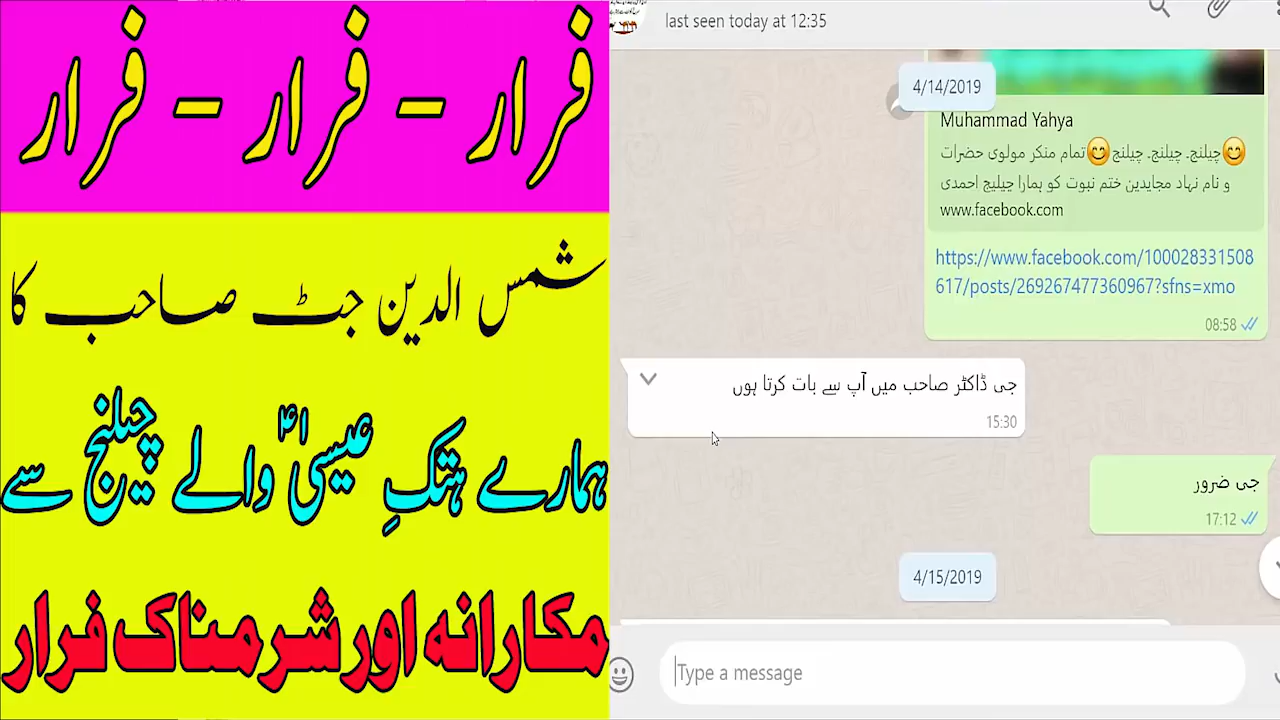 فرار - فرار - فرار
شمس الدین جٹ صاحب کا
ہمارے ہتکِ عیسیٰؑ والے چیلنج سے
مکارانہ اور شرمناک فرار
last seen today at 12:35
4/14/2019
Muhammad Yahya
😊چیلنج۔ چیلنج۔ چیلنج😊تمام منکر مولوی حضرات
و نام نہاد مجاہدین ختم نبوت کو ہمارا چیلیج احمدی
www.facebook.com
https://www.facebook.com/100028331508
617/posts/269267477360967?sfns=xmo
08:58
جی ڈاکٹر صاحب میں آپ سے بات کرتا ہوں
15:30
جی ضرور
17:12
4/15/2019
Type a message